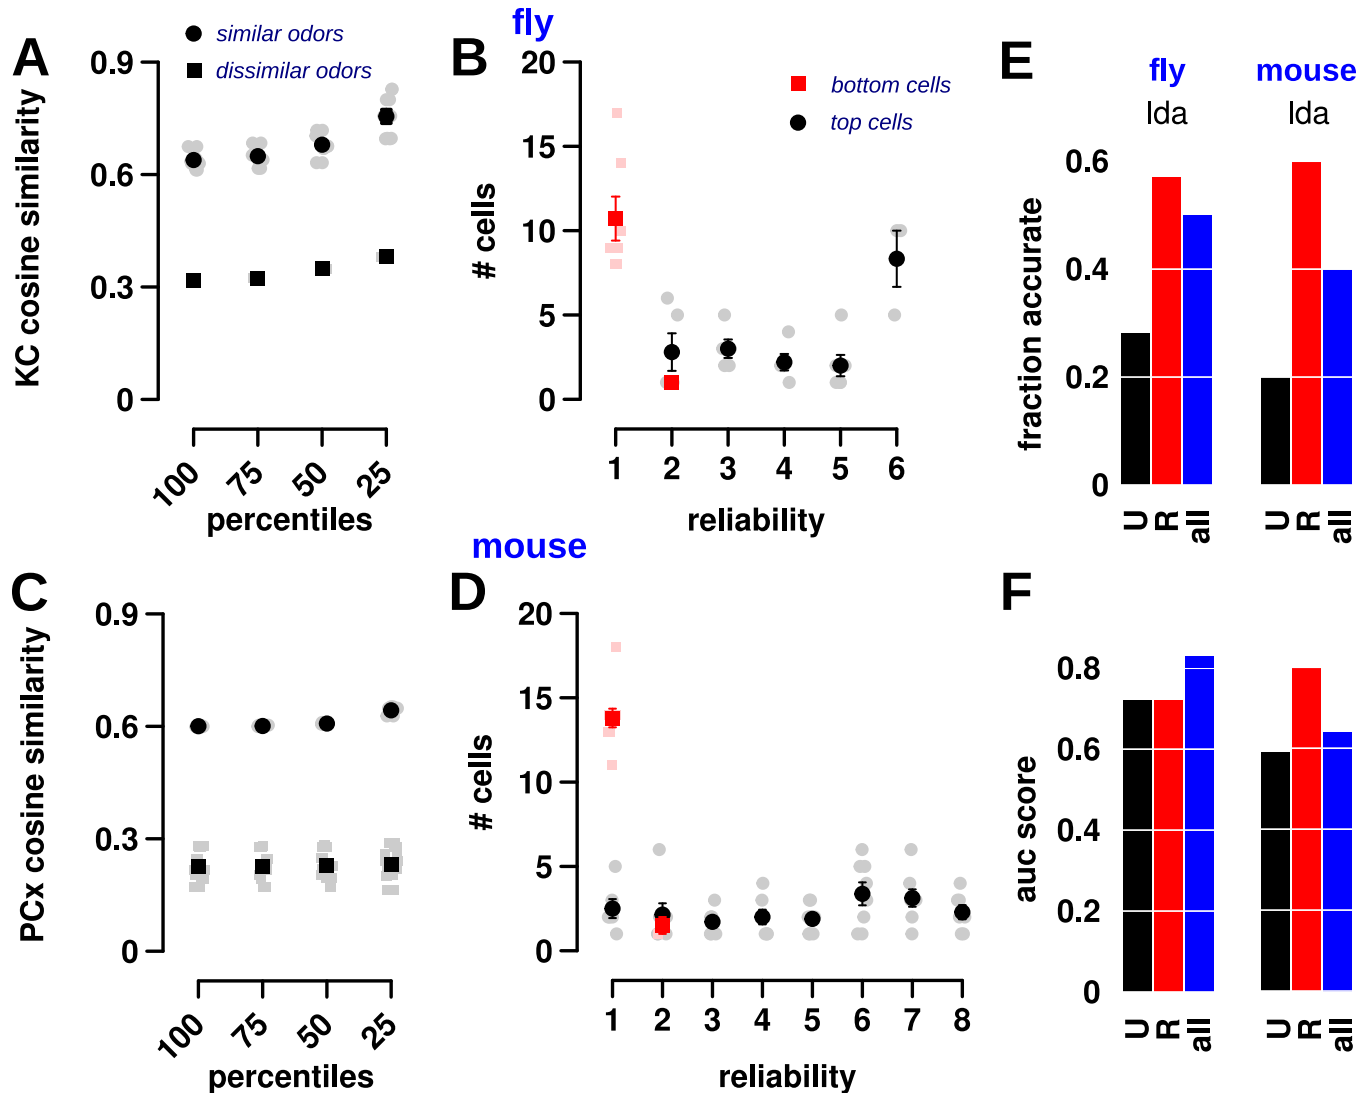 A
similar odors
dissimilar odors
0.9
0.6
0.3
0
KC cosine similarity
100
75
50
25
percentiles
fly
B
20
15
10
5
0
# cells
bottom cells
top cells
1 2 3 4 5 6
reliability
E
fly
mouse
lda
lda
0.6
0.4
0.2
0
fraction accurate
U
R
all
U
R
all
C
0.9
0.6
0.3
0
PCx cosine similarity
100
75
50
25
percentiles
mouse
D
20
15
10
5
0
# cells
1 2 3 4 5 6 7 8
reliability
F
0.8
0.6
0.4
0.2
0
auc score
U
R
all
U
R
all